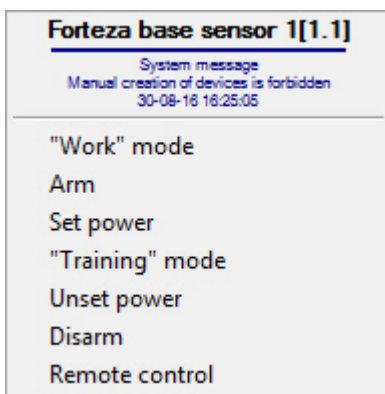 Forteza base sensor 1[1.1]
System message
Manual creation of devices is forbidden
30-08-16 16:25:05
"Work" mode
Arm
Set power
"Training" mode
Unset power
Disarm
Remote control